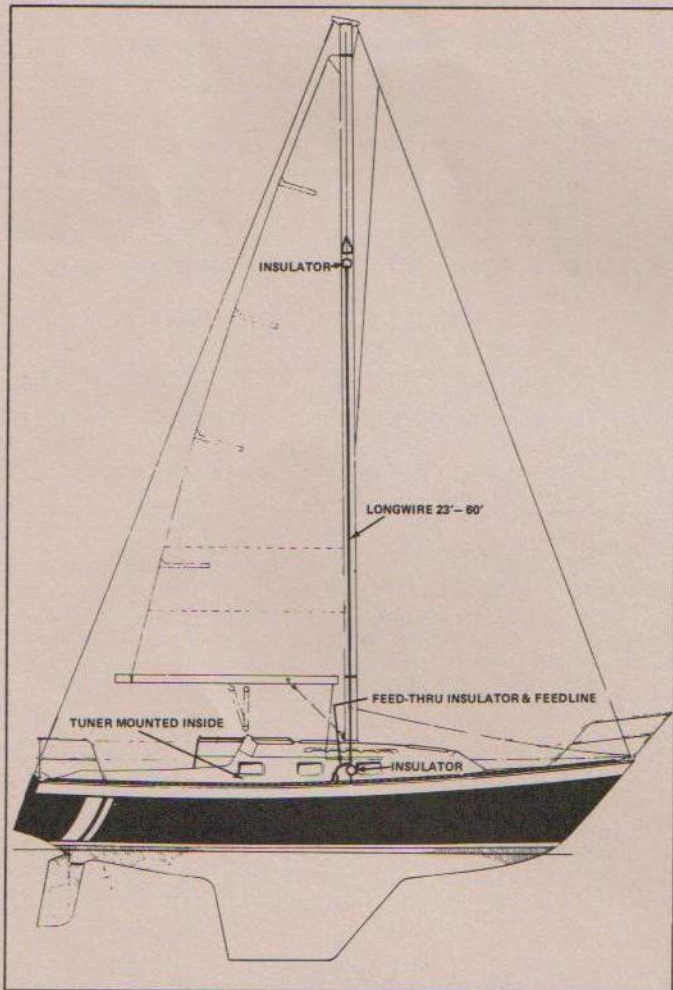 INSULATOR
LONGWIRE 23'–60'
FEED-THRU INSULATOR & FEEDLINE
TUNER MOUNTED INSIDE
INSULATOR